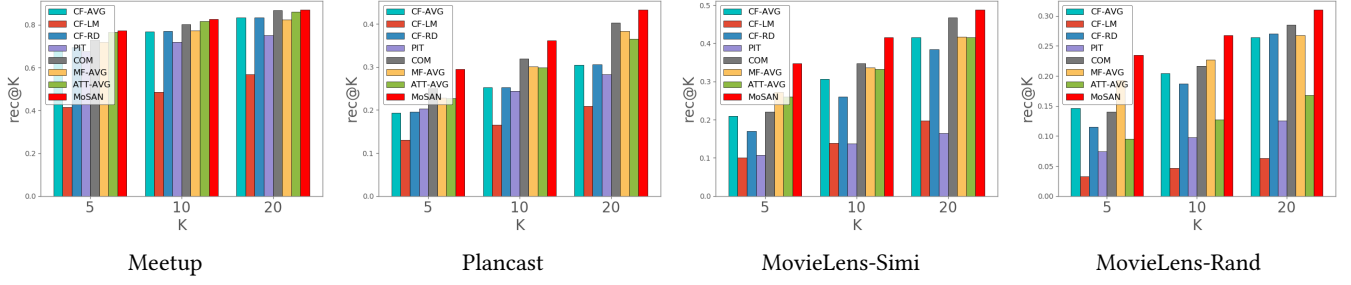 CF-AVG
CF-LM
CF-RD
PIT
COM
MF-AVG
ATT-AVG
MoSAN
rec@K
0.8
0.6
0.4
0.2
0.0
5 10 20
K
Meetup
CF-AVG
CF-LM
CF-RD
PIT
COM
MF-AVG
ATT-AVG
MoSAN
rec@K
0.4
0.3
0.2
0.1
0.0
5 10 20
K
Plancast
CF-AVG
CF-LM
CF-RD
PIT
COM
MF-AVG
ATT-AVG
MoSAN
rec@K
0.5
0.4
0.3
0.2
0.1
0.0
5 10 20
K
MovieLens-Simi
CF-AVG
CF-LM
CF-RD
PIT
COM
MF-AVG
ATT-AVG
MoSAN
rec@K
0.30
0.25
0.20
0.15
0.10
0.05
0.00
5 10 20
K
MovieLens-Rand